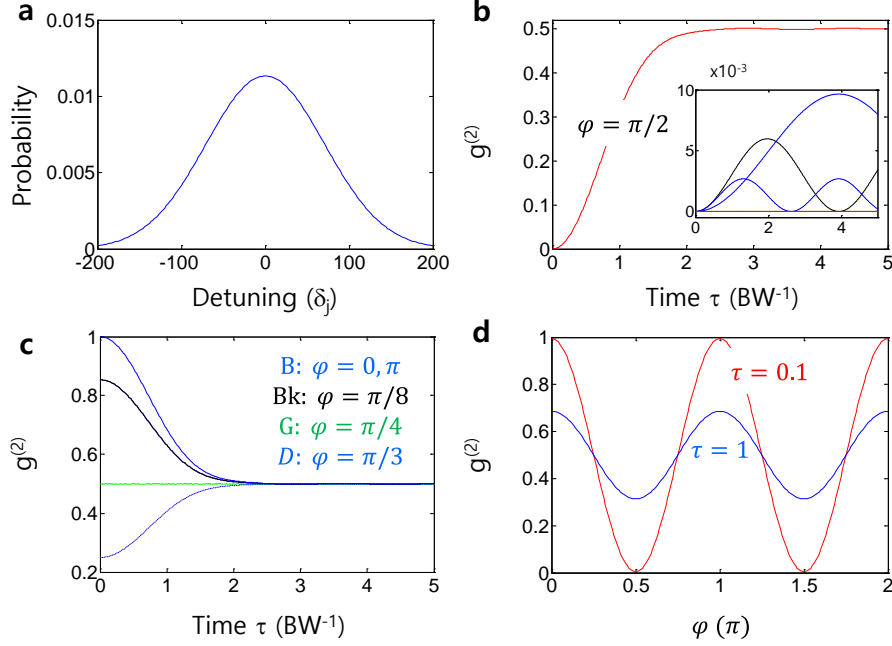 a
0.015
0.01
0.005
0
-200
-100
0
100
200
Probability
Detuning (δj)
b
0.5
0.4
0.3
0.2
0.1
0
0
1
2
3
4
5
g(2)
Time τ (BW-1)
φ = π/2
x10-3
10
5
0
0
2
4
c
1
0.8
0.6
0.4
0.2
0
1
2
3
4
5
g(2)
Time τ (BW-1)
B: φ = 0, π
Bk: φ = π/8
G: φ = π/4
D: φ = π/3
d
1
0.8
0.6
0.4
0.2
0
0
0.5
1
1.5
2
g(2)
φ (π)
τ = 0.1
τ = 1